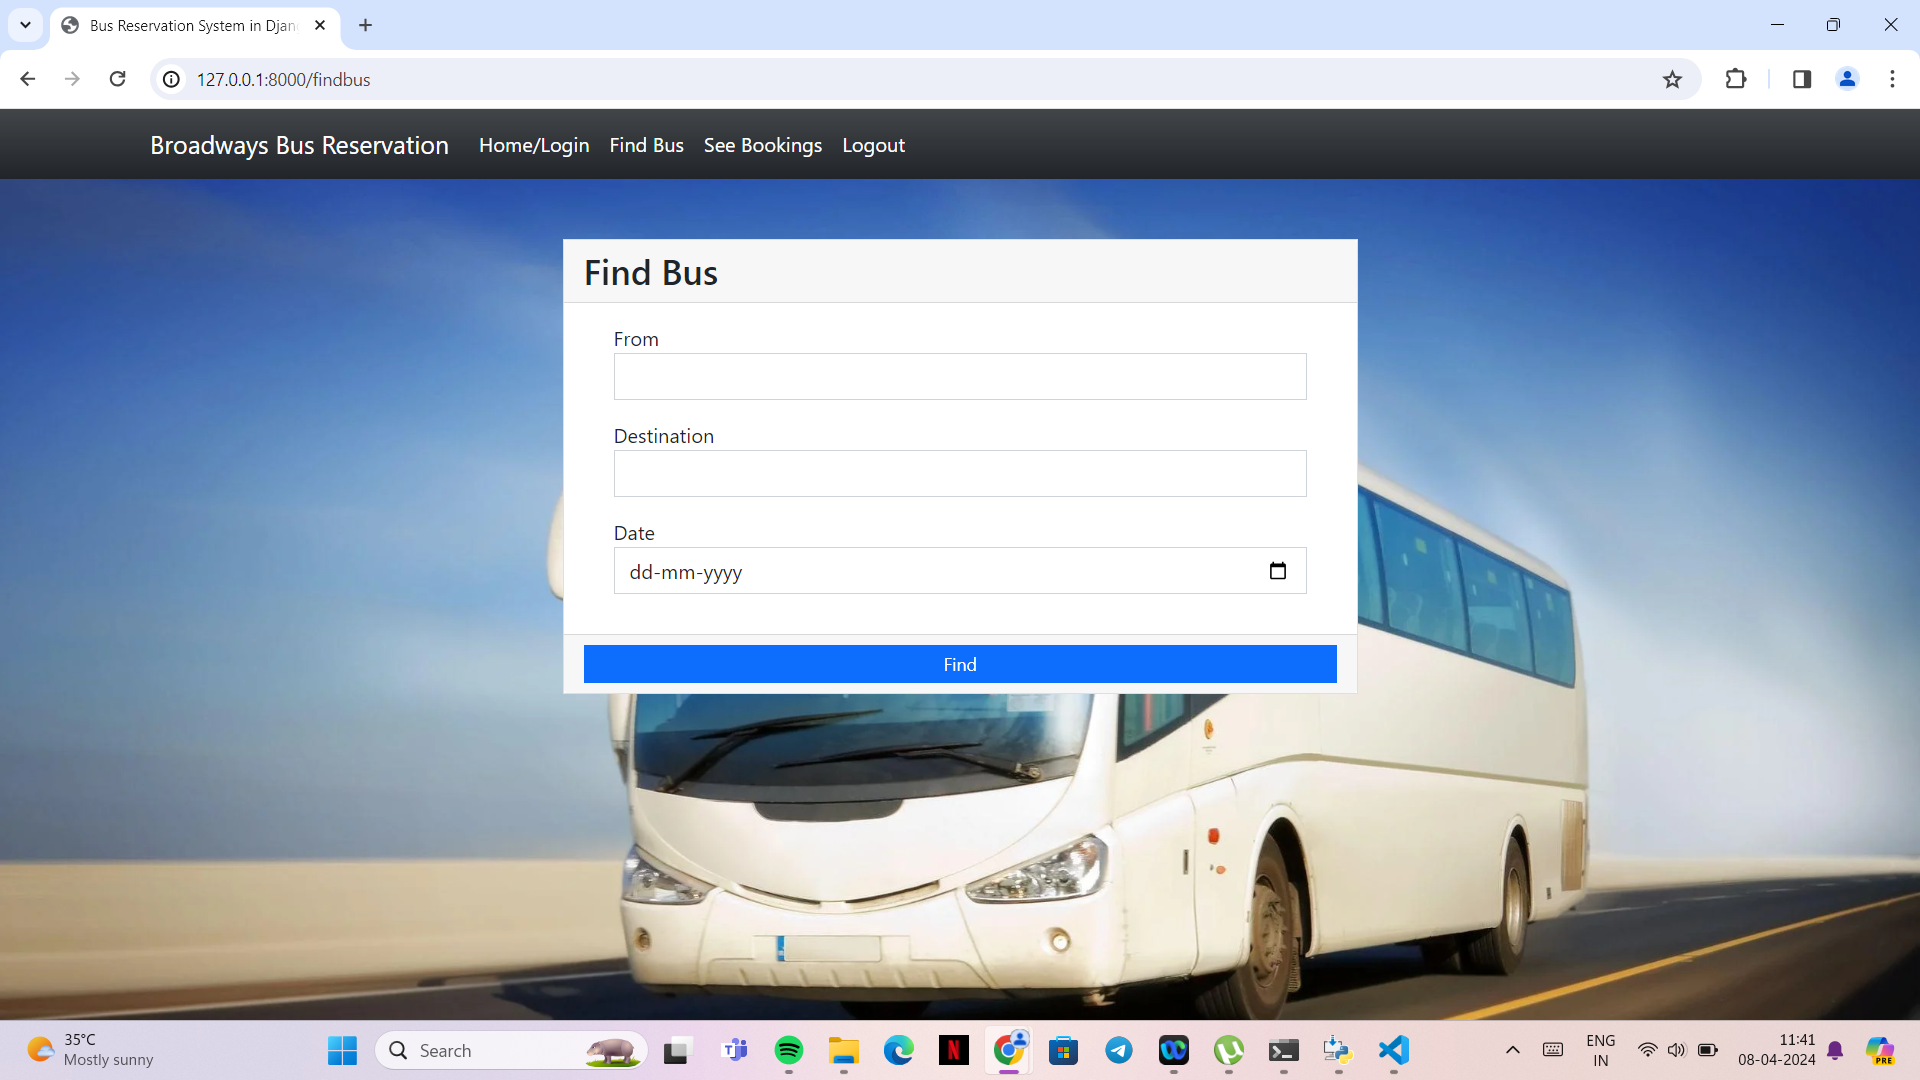 Bus Reservation System in Djan
127.0.0.1:8000/findbus
Broadways Bus Reservation Home/Login Find Bus See Bookings Logout
Find Bus
From
Destination
Date
dd-mm-yyyy
Find
35°C
Mostly sunny
Search
N
T
PRE
ENG
IN
11:41
08-04-2024